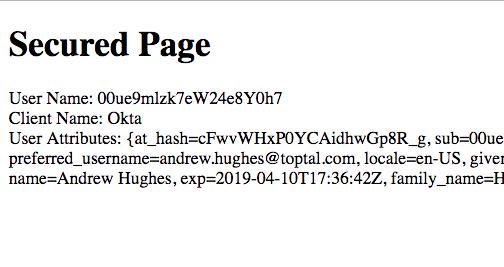 Secured Page
User Name: 00ue9mlzk7eW24e8Y0h7
Client Name: Okta
User Attributes: {at_hash=cFwvWHxP0YCAidhwGp8R_g, sub=00ue
preferred_username=andrew.hughes@toptal.com, locale=en-US, given
name=Andrew Hughes, exp=2019-04-10T17:36:42Z, family_name=H